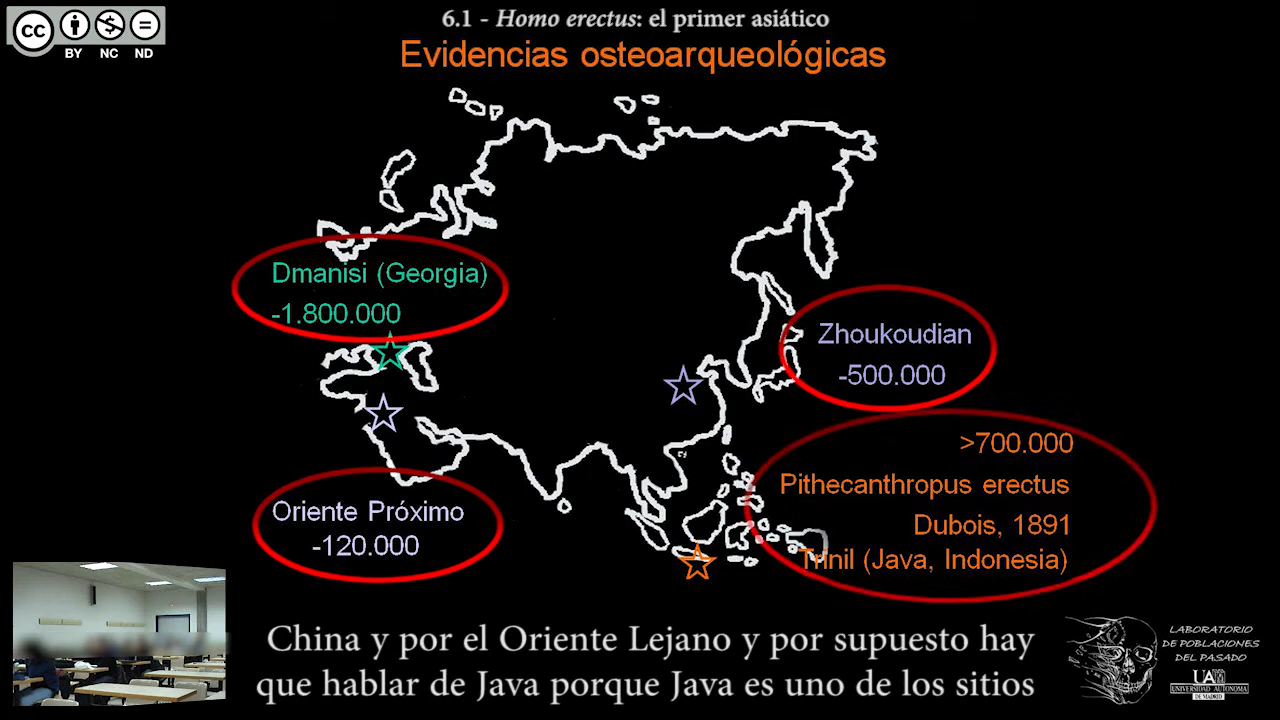 6.1 - Homo erectus: el primer asiático
cc
BY NC ND
Evidencias osteoarqueológicas
Dmanisi (Georgia)
-1.800.000
Zhoukoudian
-500.000
>700.000
Pithecanthropus erectus
Dubois, 1891
Trinil (Java, Indonesia)
Oriente Próximo
-120.000
China y por el Oriente Lejano y por supuesto hay
que hablar de Java porque Java es uno de los sitios
LABORATORIO
DE POBLACIONES
DEL PASADO
UAM
UNIVERSIDAD AUTONOMA
DE MADRID